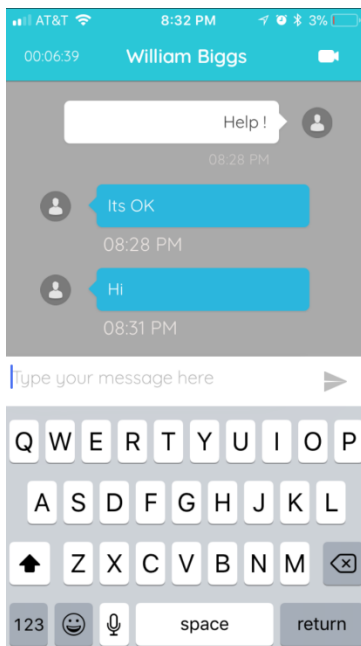 AT&T 8:32 PM 3%
00:06:39 William Biggs
Help !
08:28 PM
Its OK
08:28 PM
Hi
08:31 PM
Type your message here
Q W E R T Y U I O P
A S D F G H J K L
Z X C V B N M
123 space return